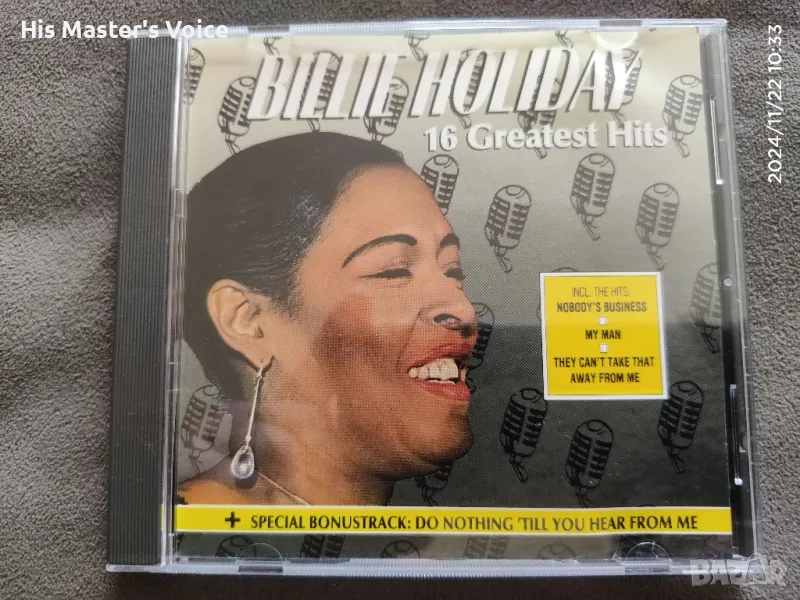 His Master's Voice
2024/11/22 10:33
BILLIE HOLIDAY
16 Greatest Hits
INCL. THE HITS:
NOBODY'S BUSINESS
MY MAN
THEY CAN'T TAKE THAT
AWAY FROM ME
+ SPECIAL BONUSTRACK: DO NOTHING 'TILL YOU HEAR FROM ME
BAZAR